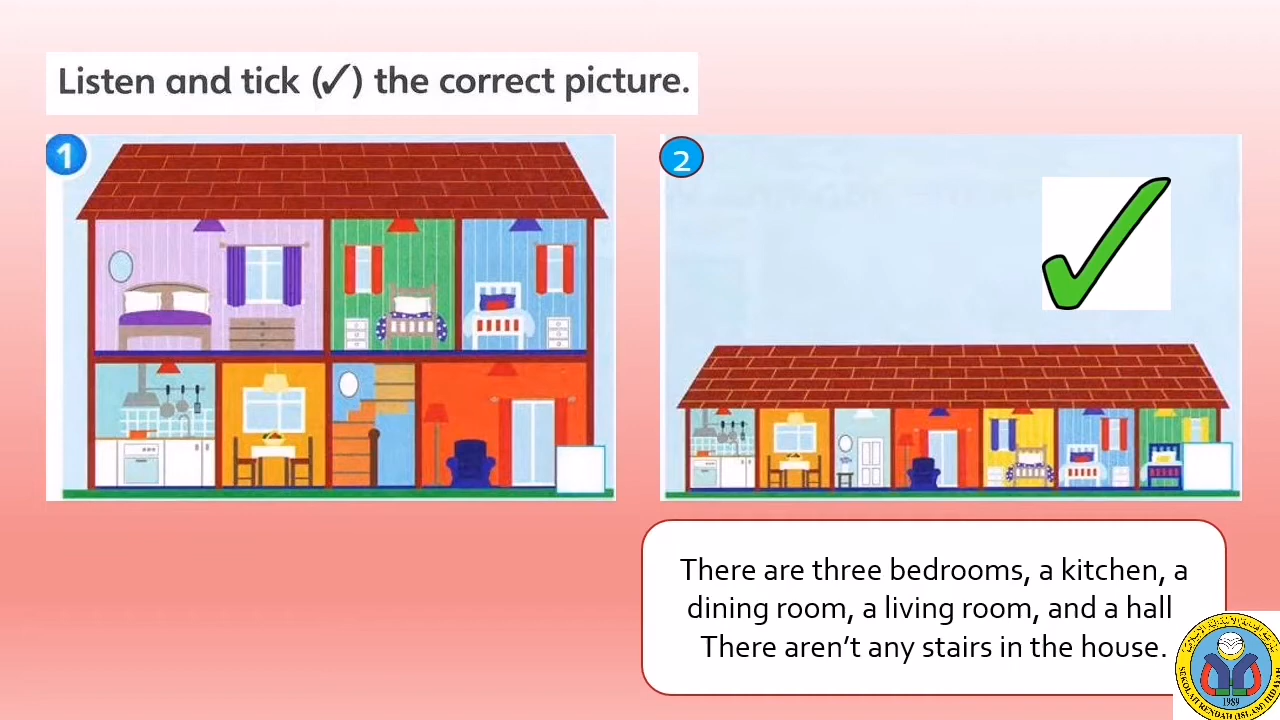 Listen and tick (✓) the correct picture.
1
2
There are three bedrooms, a kitchen, a
dining room, a living room, and a hall
There aren't any stairs in the house.
1989